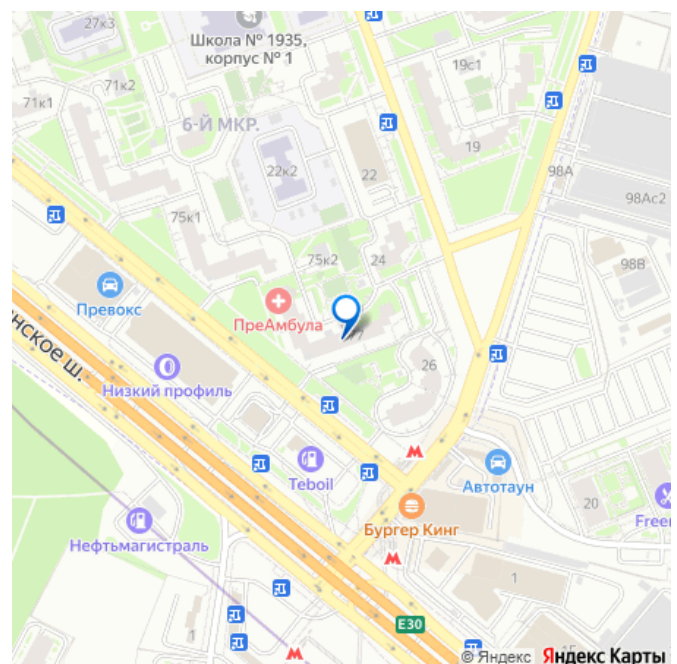 27к3
Школа № 1935,
корпус № 1
71к2
71к1
6-Й МКР.
19с1
19
98А
98Ас2
22к2
22
75к1
75к2
24
98В
Превокс
ПреАмбула
нское ш.
Низкий профиль
26
Teboil
Автотаун
20
Бургер Кинг
Нефтьмагистраль
1
E30
1
© Яндекс Яндекс Карты